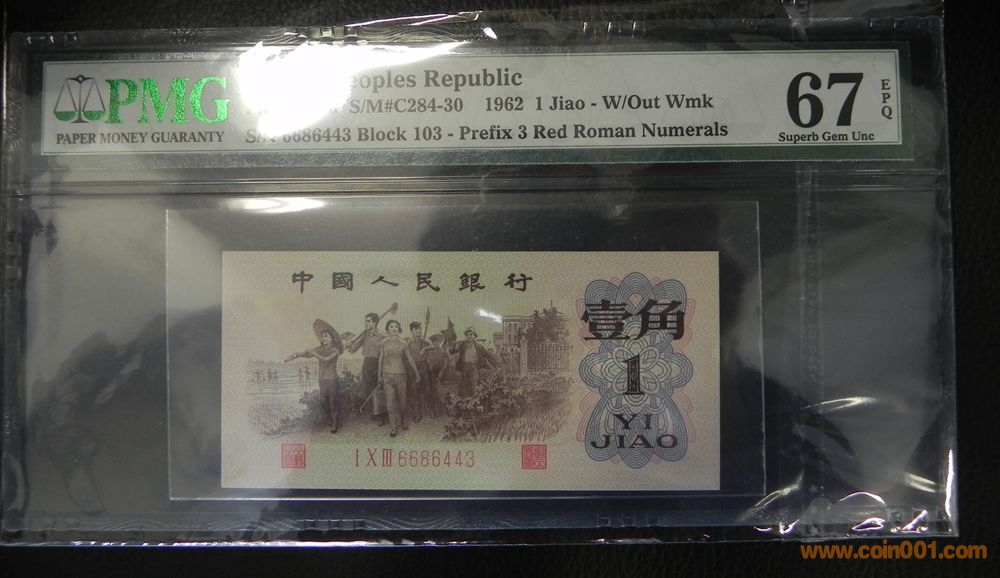 PMG
PAPER MONEY GUARANTY
Peoples Republic
S/M#C284-30 1962 1 Jiao - W/Out Wmk
6686443 Block 103 - Prefix 3 Red Roman Numerals
67
EPQ
Superb Gem Unc
中國人民銀行
壹角
1
YI
JIAO
I X III 6686443
www.coin001.com